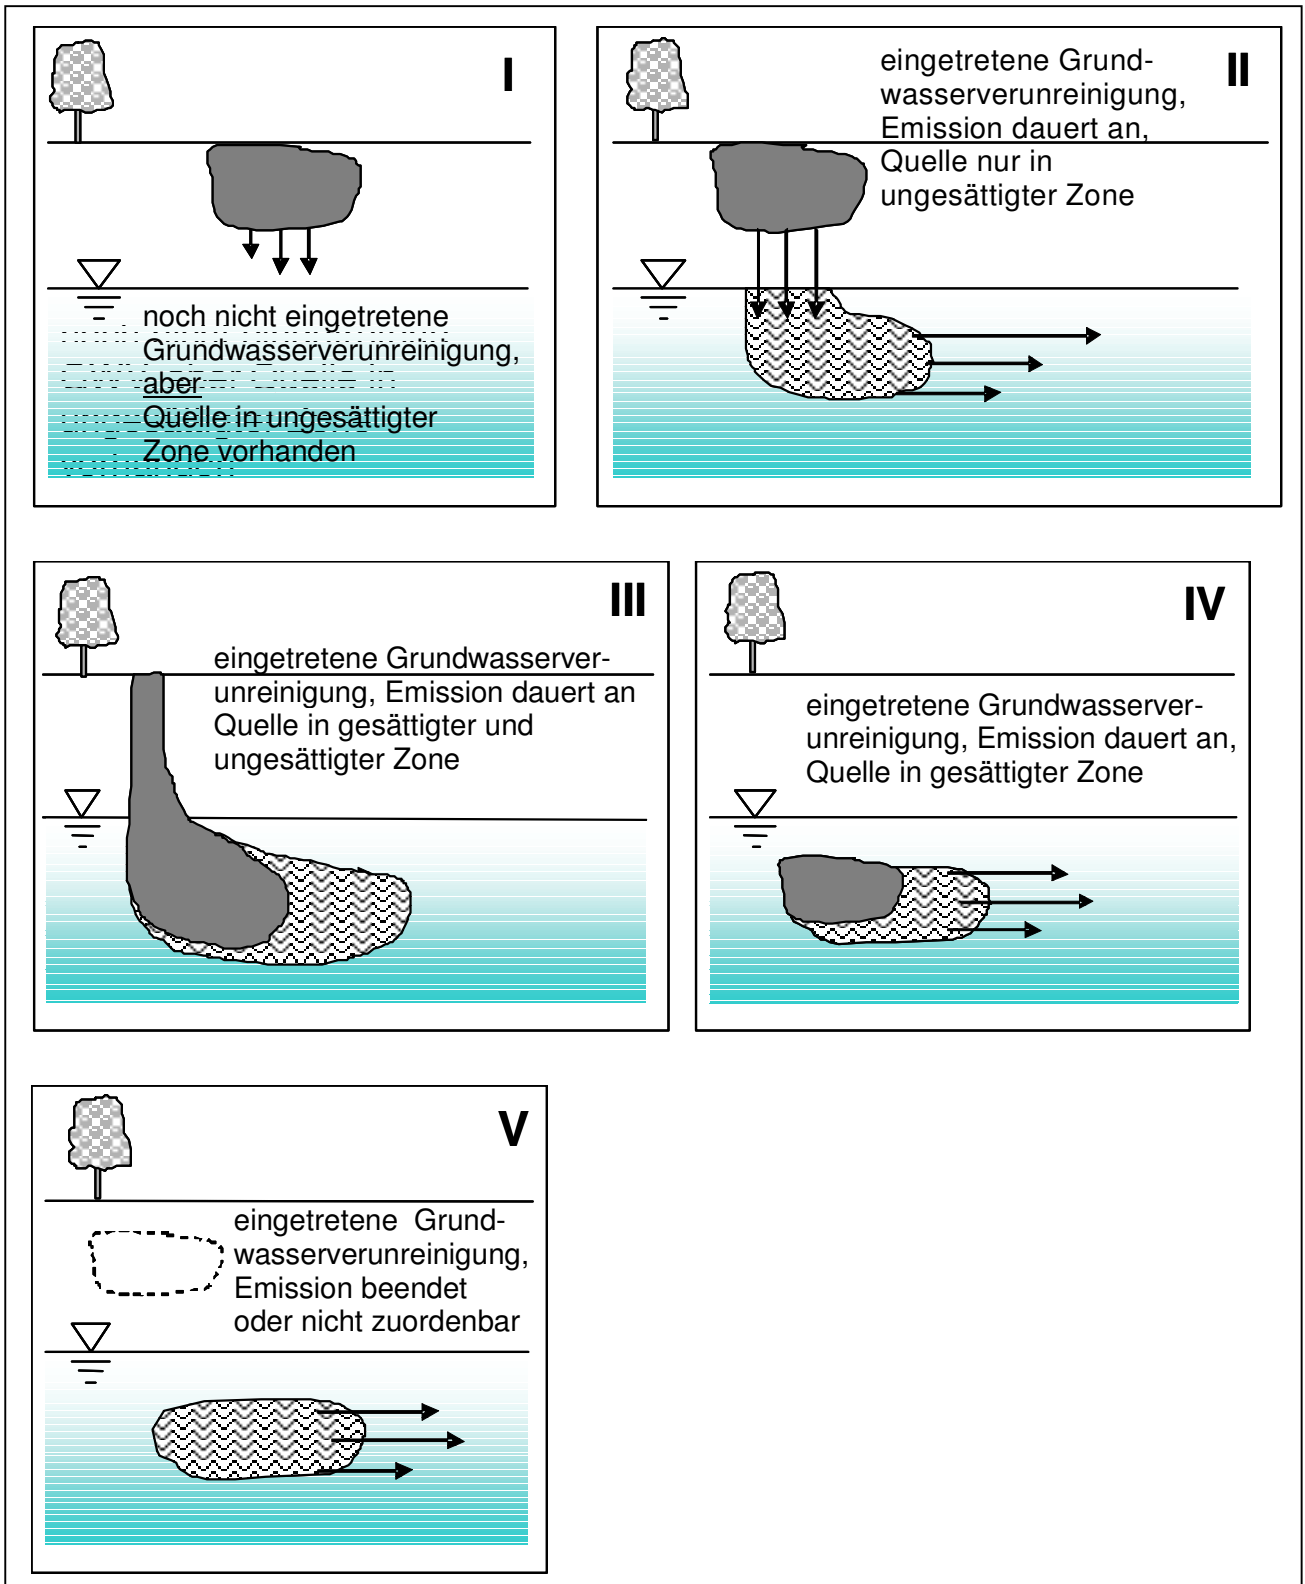 I
noch nicht eingetretene
Grundwasserverunreinigung,
aber
Quelle in ungesättigter
Zone vorhanden
II
eingetretene Grund-
wasserverunreinigung,
Emission dauert an,
Quelle nur in
ungesättigter Zone
III
eingetretene Grundwasserver-
unreinigung, Emission dauert an
Quelle in gesättigter und
ungesättigter Zone
IV
eingetretene Grundwasserver-
unreinigung, Emission dauert an,
Quelle in gesättigter Zone
V
eingetretene Grund-
wasserverunreinigung,
Emission beendet
oder nicht zuordenbar